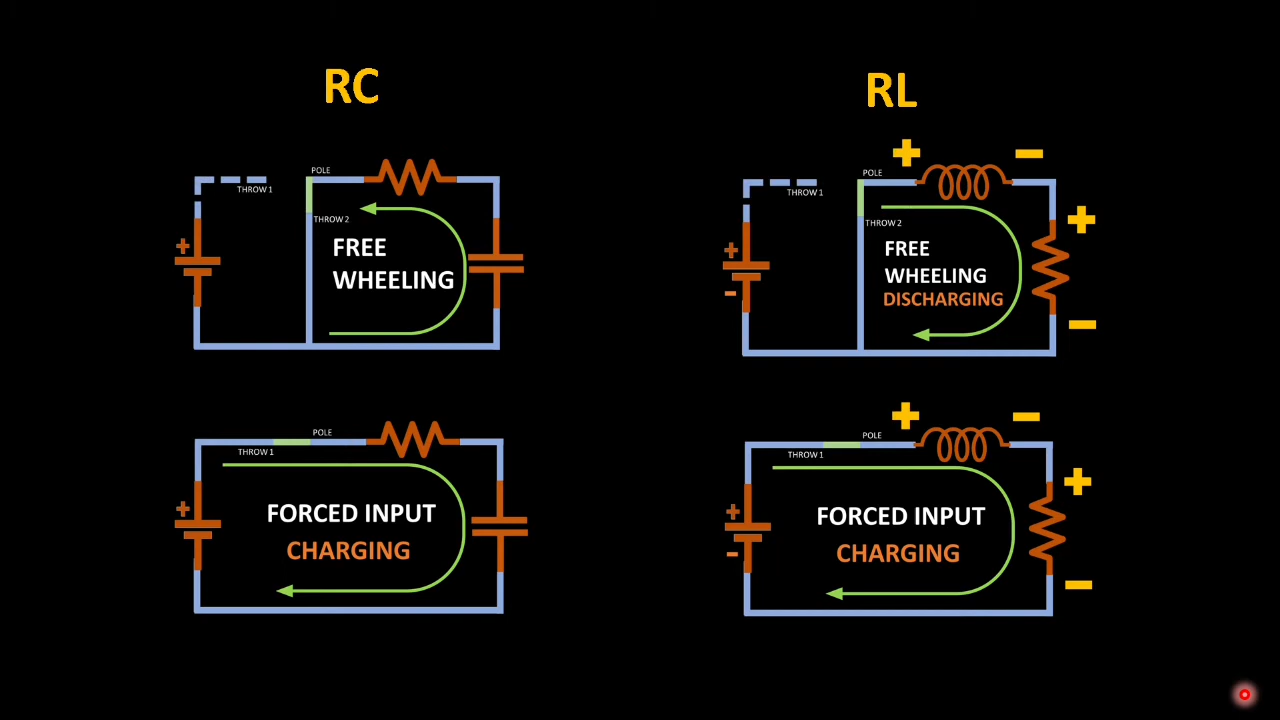 RC
RL
POLE
THROW 1
THROW 2
+
FREE
WHEELING
+ −
POLE
THROW 1
THROW 2
+
−
FREE
WHEELING
DISCHARGING
+
−
POLE
THROW 1
+
FORCED INPUT
CHARGING
+ −
POLE
THROW 1
+
−
FORCED INPUT
CHARGING
+
−